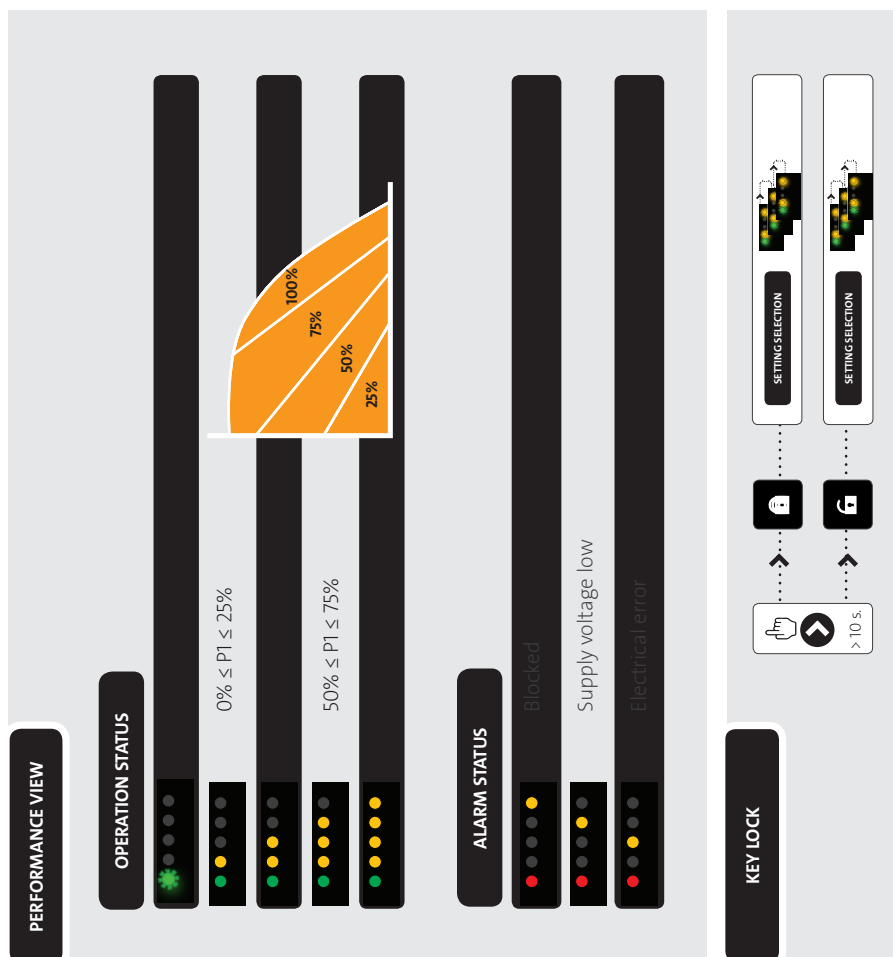 PERFORMANCE VIEW
OPERATION STATUS
0% ≤ P1 ≤ 25%
50% ≤ P1 ≤ 75%
100%
75%
50%
25%
ALARM STATUS
Blocked
Supply voltage low
Electrical error
KEY LOCK
> 10 s.
SETTING SELECTION
SETTING SELECTION